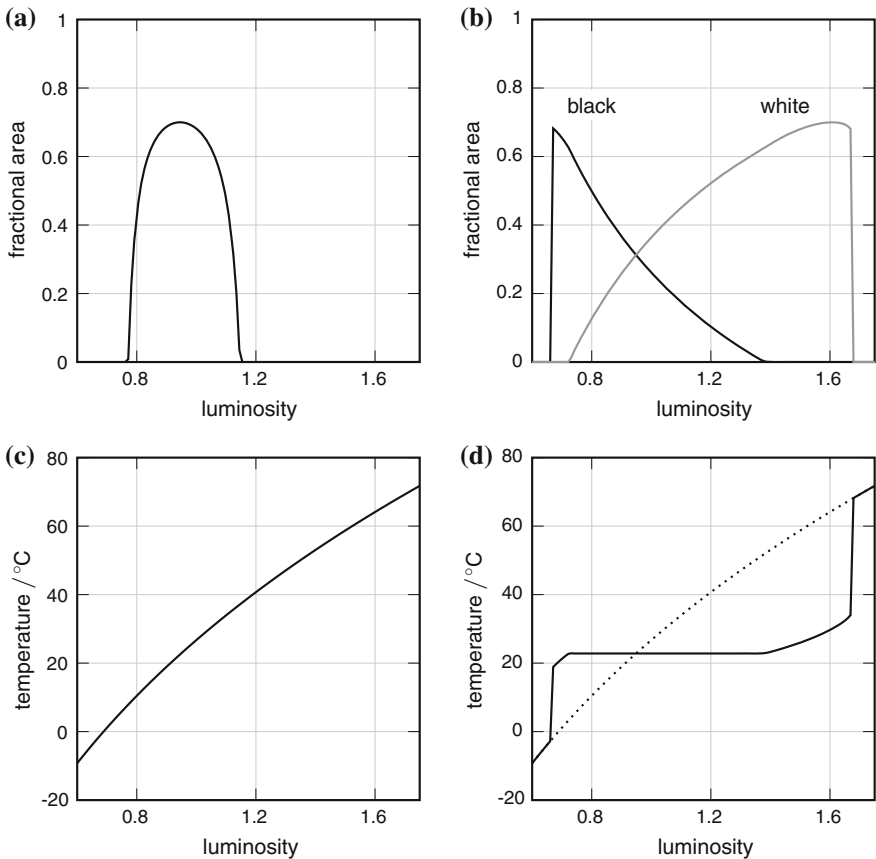 (a)
1
0.8
0.6
0.4
0.2
0
fractional area
0.8 1.2 1.6
luminosity
(b)
1
0.8
0.6
0.4
0.2
0
fractional area
black white
0.8 1.2 1.6
luminosity
(c)
80
60
40
20
0
-20
temperature /°C
0.8 1.2 1.6
luminosity
(d)
80
60
40
20
0
-20
temperature /°C
0.8 1.2 1.6
luminosity